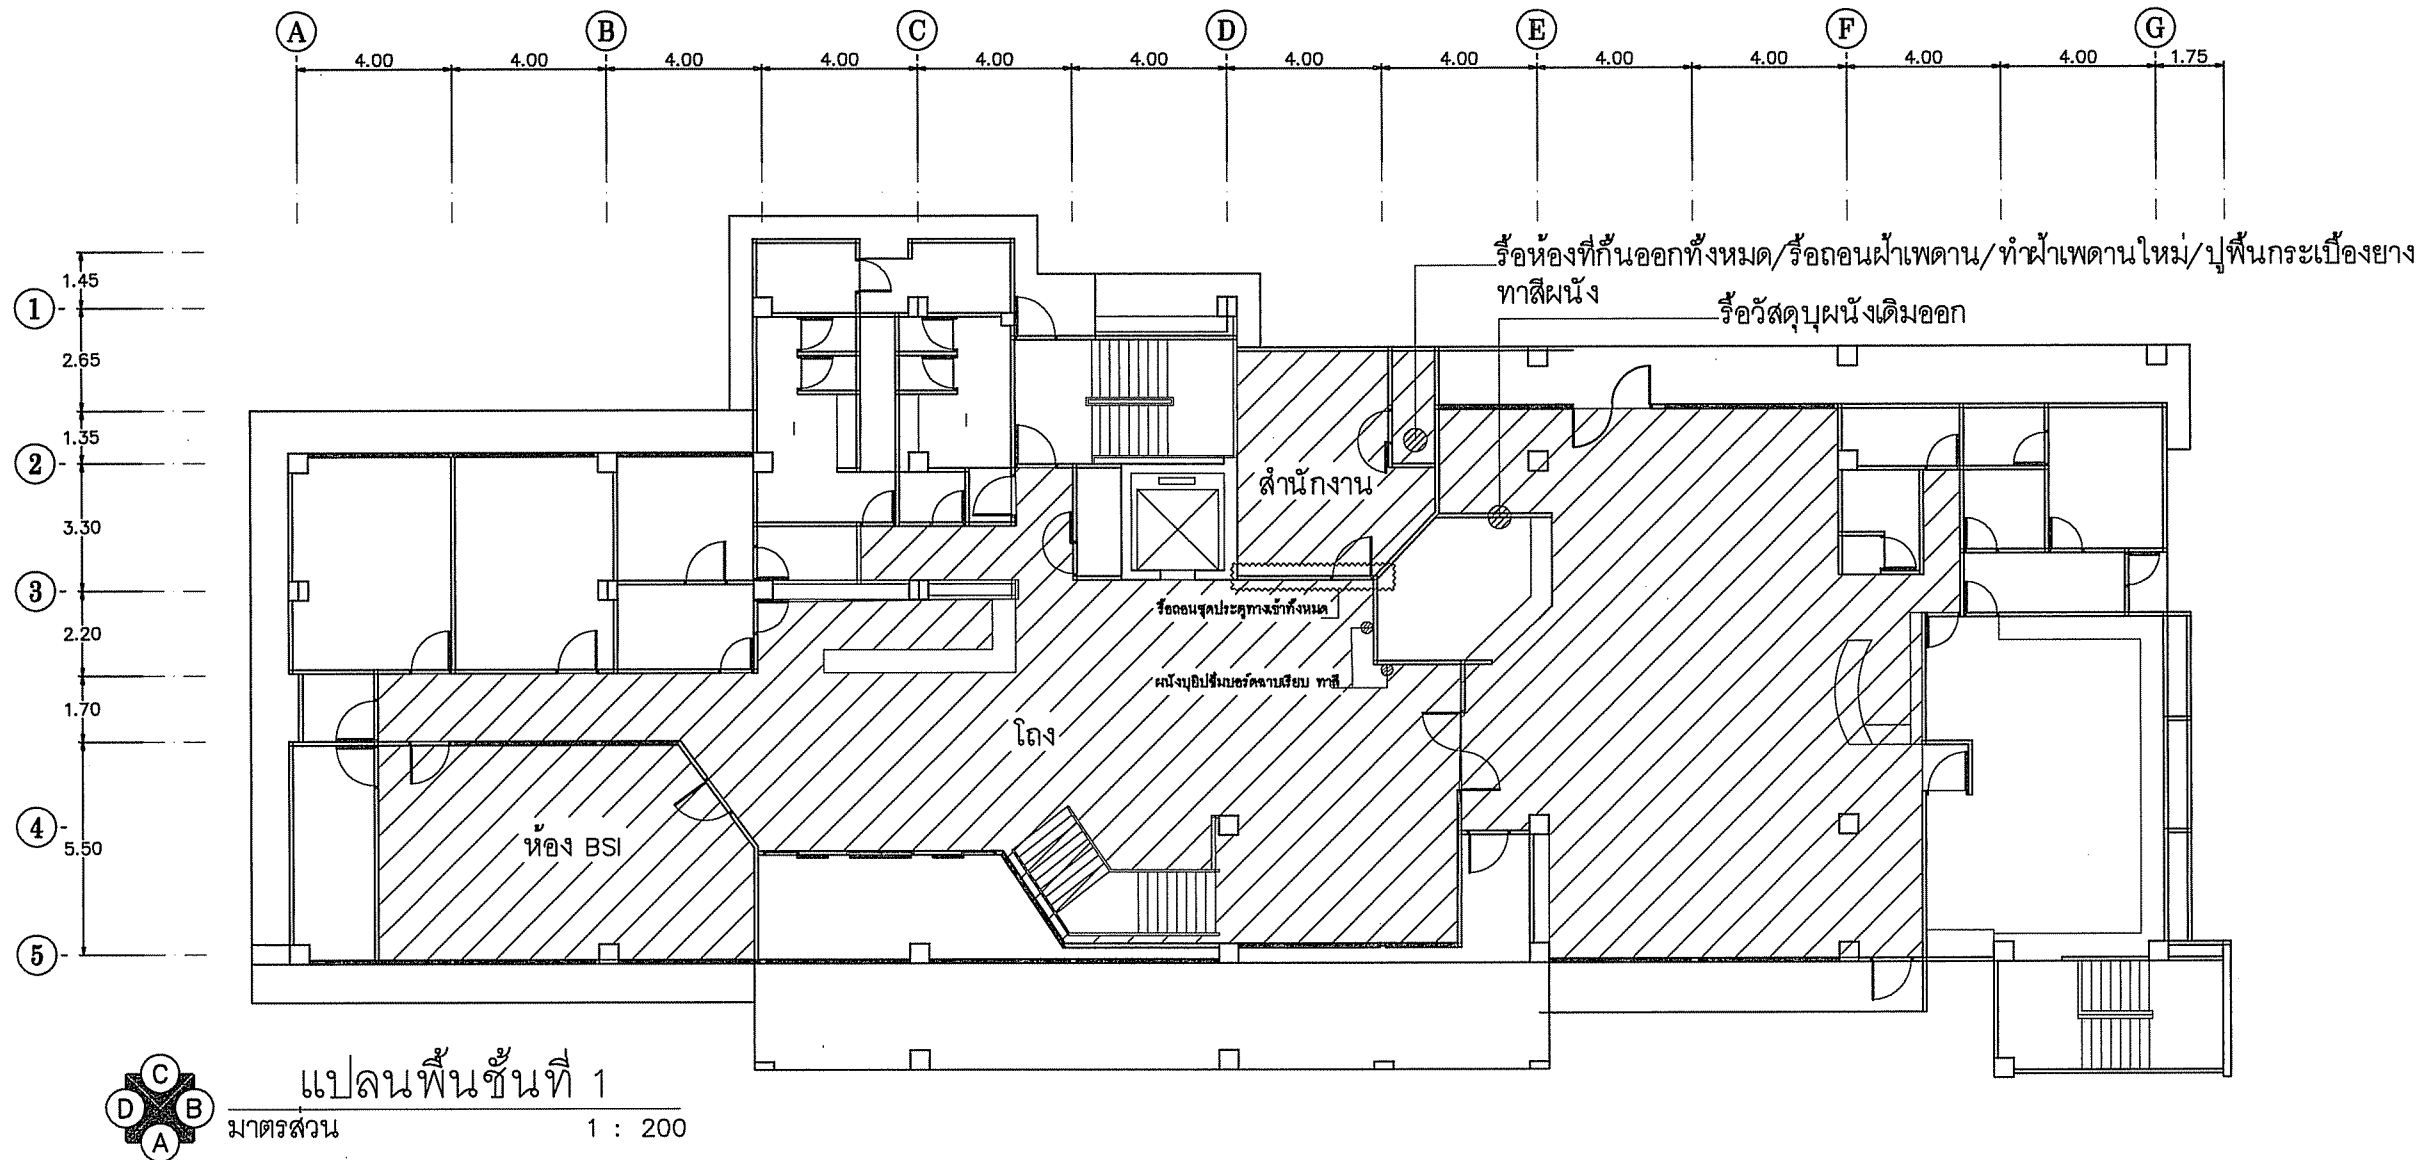 A B C D E F G
4.00 4.00 4.00 4.00 4.00 4.00 4.00 4.00 4.00 4.00 4.00 4.00 1.75
รื้อห้องที่กั้นออกทั้งหมด/รื้อถอนฝ้าเพดาน/ทำฝ้าเพดานใหม่/ปูพื้นกระเบื้องยาง
ทาสีผนัง
รื้อวัสดุบุผนังเดิมออก
1.45
1
2.65
1.35
2
3.30
3
2.20
1.70
4
5.50
5
สำนักงาน
รื้อถอนชุดประตูทางเข้าทั้งหมด
ผนังบุยิปซั่มบอร์ดฉาบเรียบ ทาสี
โถง
ห้อง BSI
C
D B
A
แปลนพื้นชั้นที่ 1
มาตรส่วน 1 : 200